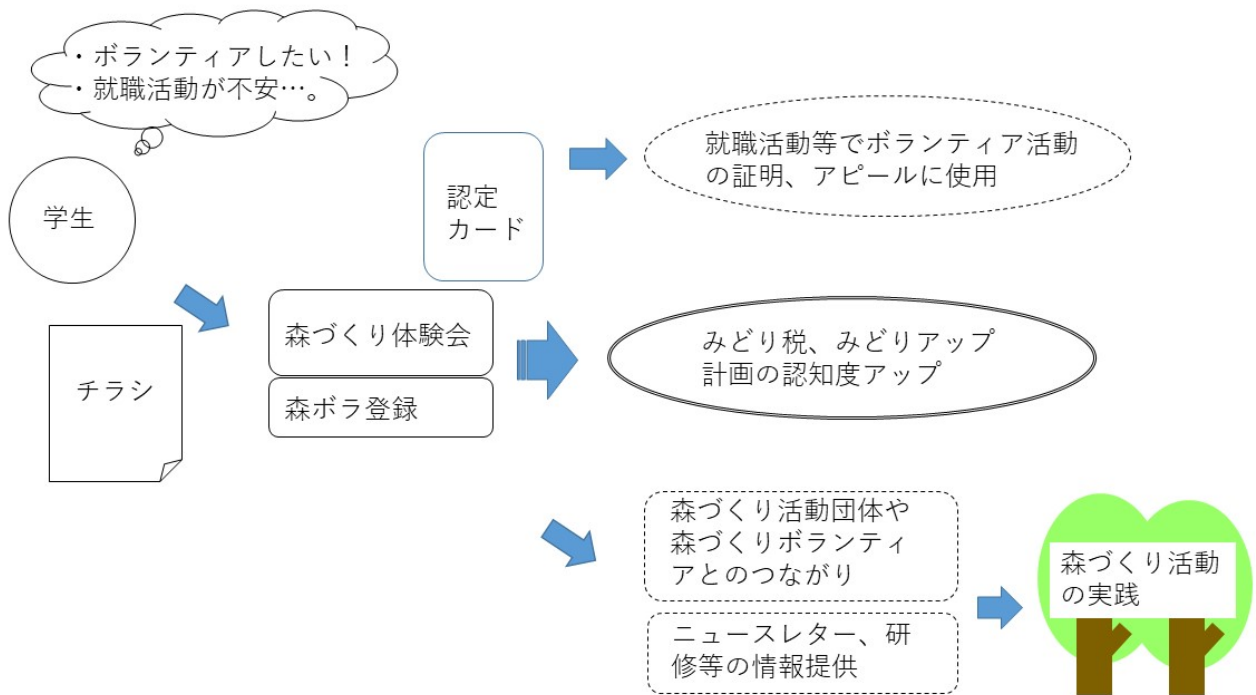 ・ボランティアしたい！
・就職活動が不安…。
学生
チラシ
森づくり体験会
森ボラ登録
認定
カード
就職活動等でボランティア活動
の証明、アピールに使用
みどり税、みどりアップ
計画の認知度アップ
森づくり活動団体や
森づくりボランティ
アとのつながり
ニュースレター、研
修等の情報提供
森づくり活動
の実践